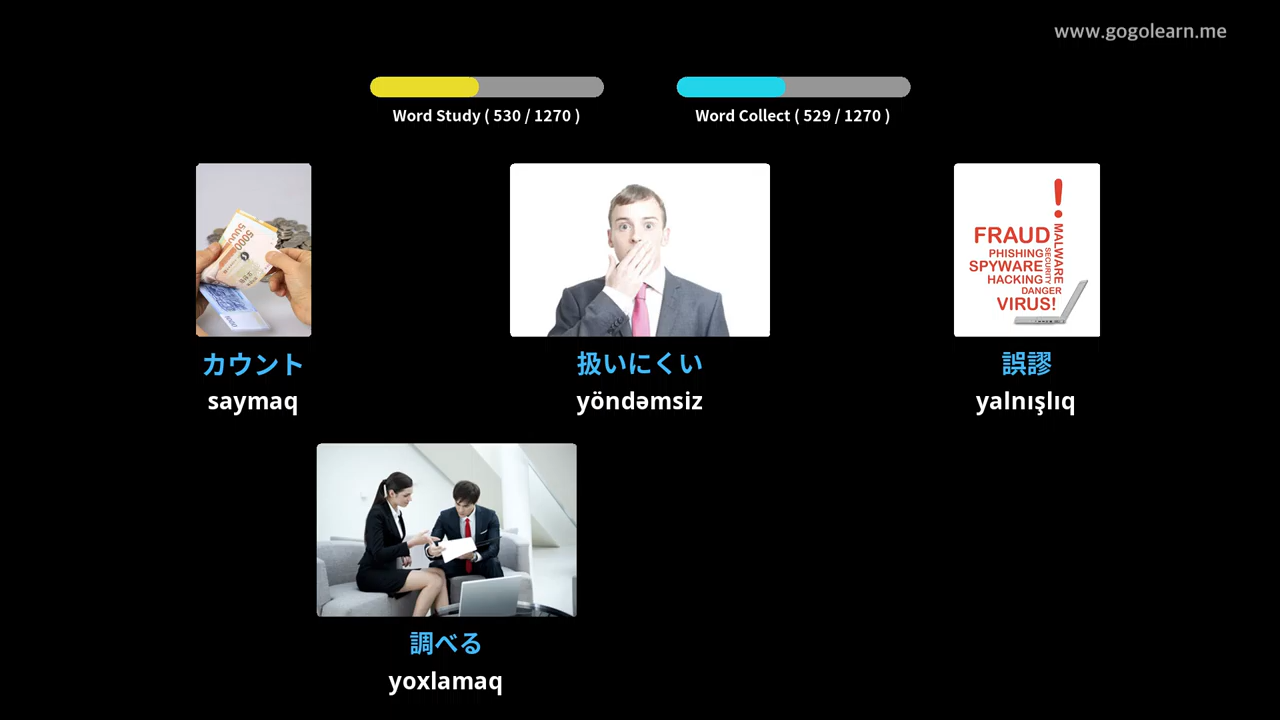 www.gogolearn.me
Word Study ( 530 / 1270 )
Word Collect ( 529 / 1270 )
5000
FRAUD
PHISHING
SPYWARE
HACKING
DANGER
VIRUS!
MALWARE
SECURITY
!
カウント
saymaq
扱いにくい
yöndəmsiz
誤謬
yalnışlıq
調べる
yoxlamaq